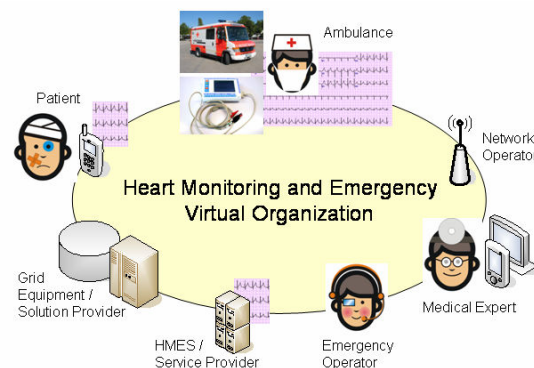 Ambulance
Patient
Network
Operator
Heart Monitoring and Emergency
Virtual Organization
Grid
Equipment /
Solution Provider
Medical Expert
HMES /
Service Provider
Emergency
Operator